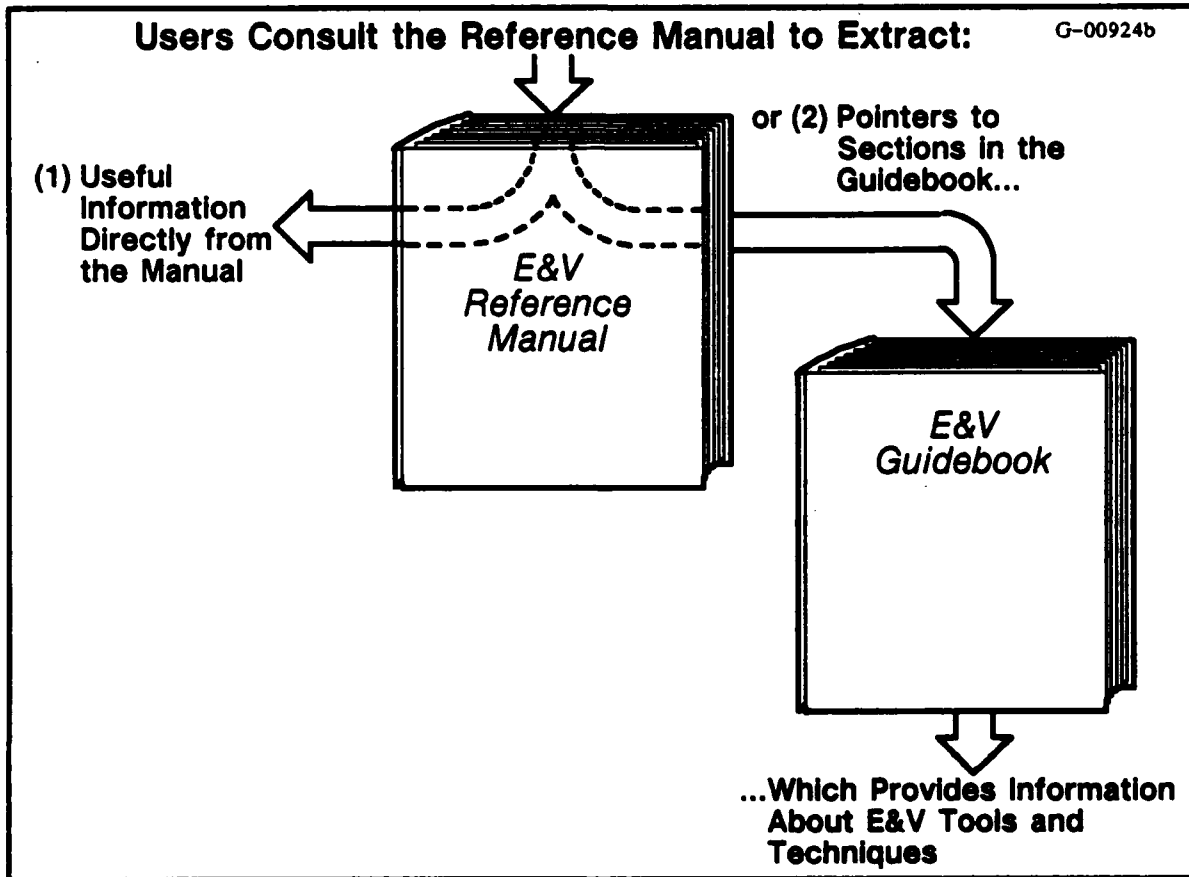 Users Consult the Reference Manual to Extract:
G-00924b
(1) Useful
Information
Directly from
the Manual
or (2) Pointers to
Sections in the
Guidebook...
E&V
Reference
Manual
E&V
Guidebook
...Which Provides Information
About E&V Tools and
Techniques